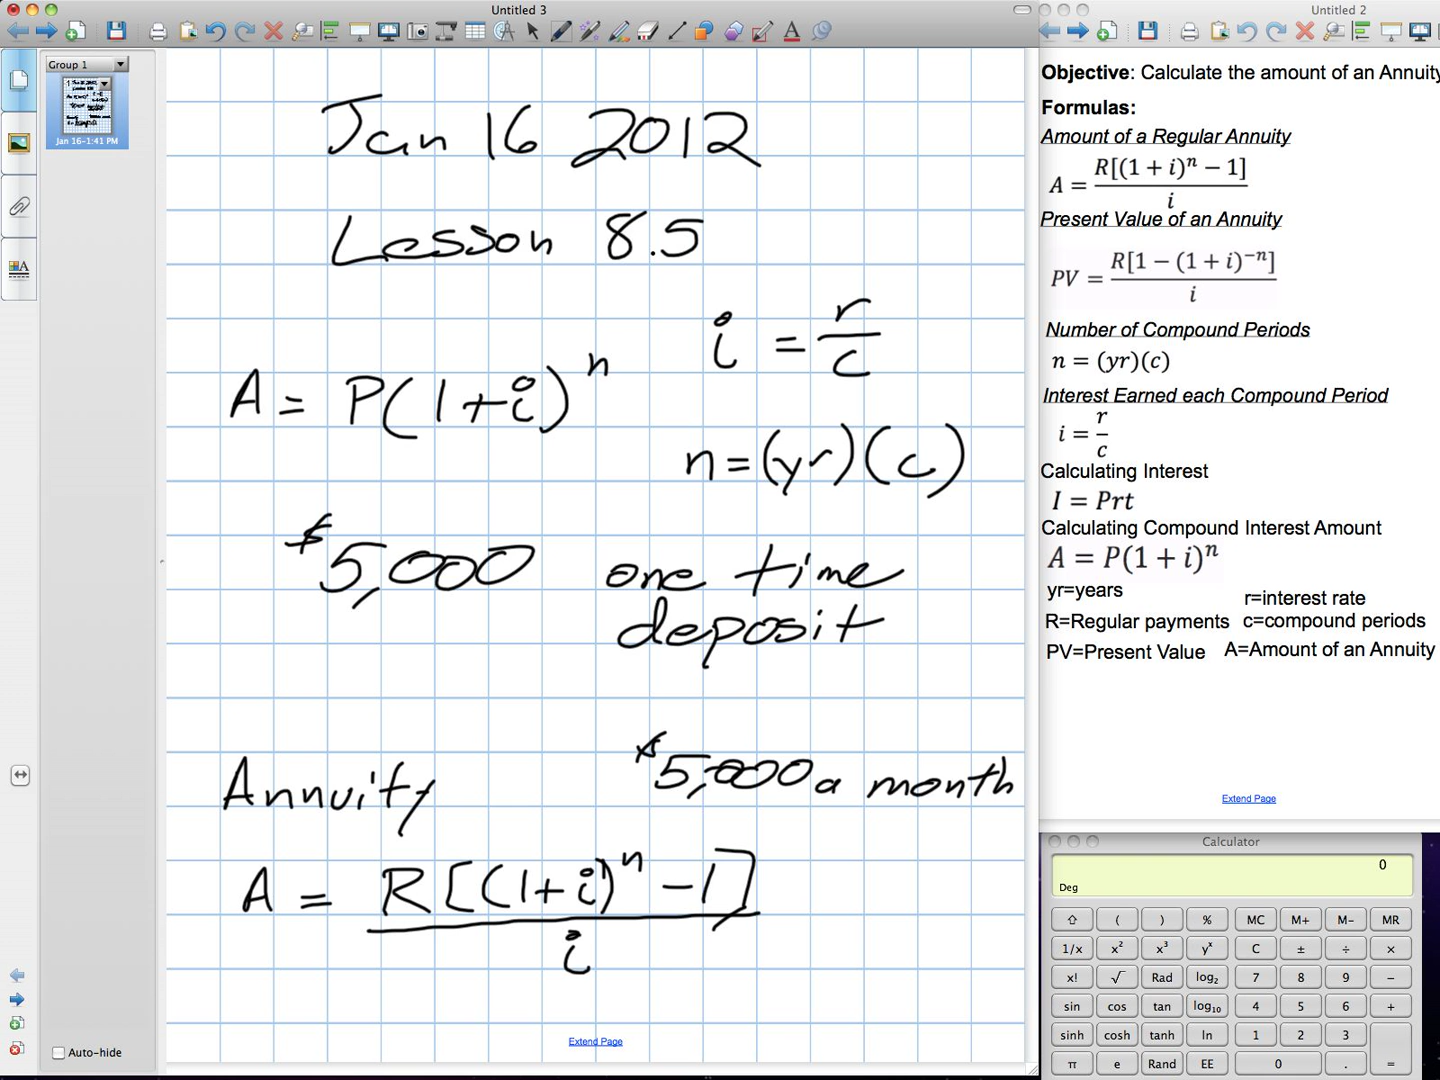 Untitled 3
Untitled 2
Group 1
Jan 16-1:41 PM
Jan 16 2012
Lesson 8.5
i = r/c
A = P(1+i)^n
n = (yr)(c)
$5,000 one time
deposit
Annuity $5,000 a month
A = R[(1+i)^n - 1] / i
Extend Page
Auto-hide
Objective: Calculate the amount of an Annuity
Formulas:
Amount of a Regular Annuity
A = R[(1 + i)^n − 1] / i
Present Value of an Annuity
PV = R[1 − (1 + i)^−n] / i
Number of Compound Periods
n = (yr)(c)
Interest Earned each Compound Period
i = r/c
Calculating Interest
I = Prt
Calculating Compound Interest Amount
A = P(1 + i)^n
yr=years
r=interest rate
R=Regular payments c=compound periods
PV=Present Value A=Amount of an Annuity
Extend Page
Calculator
0
Deg
⇧ ( ) % MC M+ M− MR
1/x x² x³ yˣ C ± ÷ ×
x! √ Rad log₂ 7 8 9 −
sin cos tan log₁₀ 4 5 6 +
sinh cosh tanh ln 1 2 3
π e Rand EE 0 . =